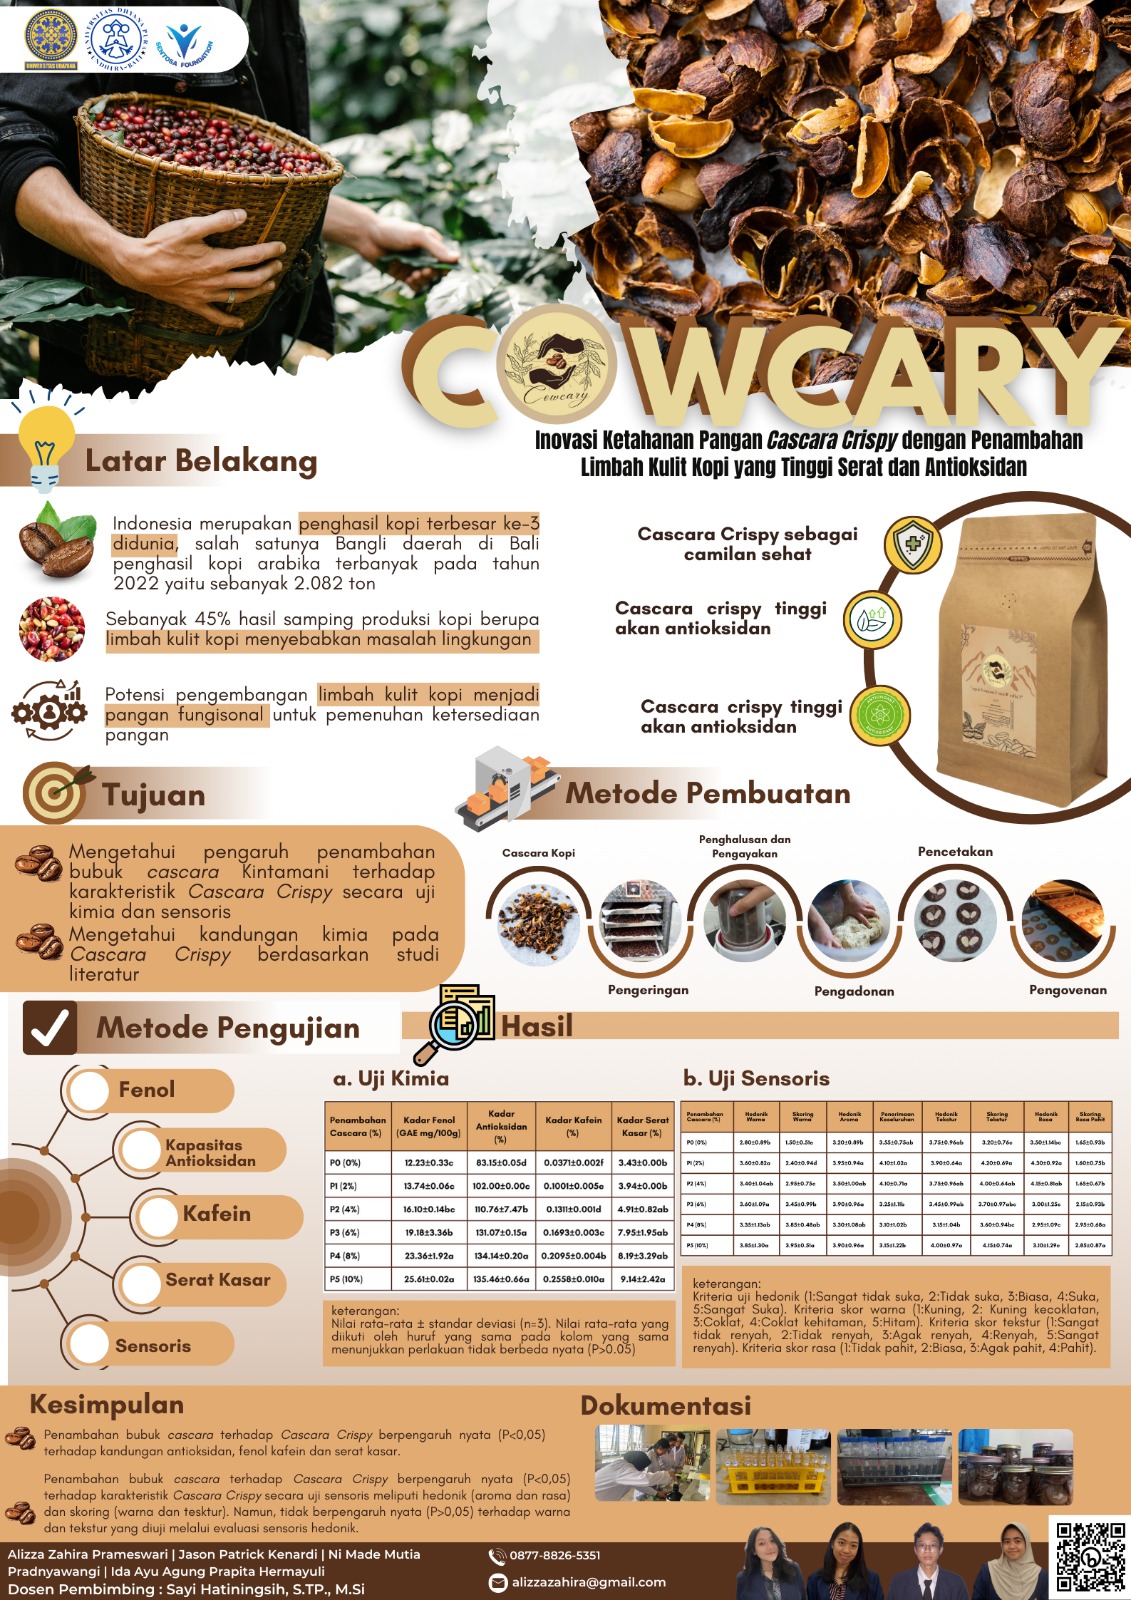 UNIVERSITAS UDAYANA
UNIVERSITAS DHYANA PURA
UNDHIRA-BALI
SENTOSA FOUNDATION
COWCARY
Cowcary
Inovasi Ketahanan Pangan Cascara Crispy dengan Penambahan
Limbah Kulit Kopi yang Tinggi Serat dan Antioksidan
Latar Belakang
Indonesia merupakan penghasil kopi terbesar ke-3
didunia, salah satunya Bangli daerah di Bali
penghasil kopi arabika terbanyak pada tahun
2022 yaitu sebanyak 2.082 ton
Sebanyak 45% hasil samping produksi kopi berupa
limbah kulit kopi menyebabkan masalah lingkungan
Potensi pengembangan limbah kulit kopi menjadi
pangan fungisonal untuk pemenuhan ketersediaan
pangan
Cascara Crispy sebagai
camilan sehat
Cascara crispy tinggi
akan antioksidan
Cascara crispy tinggi
akan antioksidan
Tujuan
Mengetahui pengaruh penambahan
bubuk cascara Kintamani terhadap
karakteristik Cascara Crispy secara uji
kimia dan sensoris
Mengetahui kandungan kimia pada
Cascara Crispy berdasarkan studi
literatur
Metode Pembuatan
Cascara Kopi
Pengeringan
Penghalusan dan
Pengayakan
Pengadonan
Pencetakan
Pengovenan
Metode Pengujian
Fenol
Kapasitas
Antioksidan
Kafein
Serat Kasar
Sensoris
Hasil
a. Uji Kimia
Penambahan Cascara (%) Kadar Fenol (GAE mg/100g) Kadar Antioksidan (%) Kadar Kafein (%) Kadar Serat Kasar (%)
P0 (0%) 12.23±0.33c 83.15±0.05d 0.0371±0.002f 3.43±0.00b
P1 (2%) 13.74±0.06c 102.00±0.00c 0.1001±0.005e 3.94±0.00b
P2 (4%) 16.10±0.14bc 110.76±7.47b 0.1311±0.001d 4.91±0.82ab
P3 (6%) 19.18±3.36b 131.07±0.15a 0.1693±0.003c 7.95±1.95ab
P4 (8%) 23.36±1.92a 134.14±0.20a 0.2095±0.004b 8.19±3.29ab
P5 (10%) 25.61±0.02a 135.46±0.66a 0.2558±0.010a 9.14±2.42a
keterangan:
Nilai rata-rata ± standar deviasi (n=3). Nilai rata-rata yang
diikuti oleh huruf yang sama pada kolom yang sama
menunjukkan perlakuan tidak berbeda nyata (P>0.05)
b. Uji Sensoris
Penambahan Cascara (%) Hedonik Warna Skoring Warna Hedonik Aroma Penerimaan Keseluruhan Hedonik Tekstur Skoring Tekstur Hedonik Rasa Skoring Rasa Pahit
P0 (0%) 2.80±0.89b 1.50±0.51e 3.20±0.89b 3.55±0.75ab 3.75±0.96ab 3.20±0.76c 3.50±1.14bc 1.65±0.93b
P1 (2%) 3.60±0.82a 2.40±0.94d 3.95±0.94a 4.10±1.02a 3.90±0.64a 4.20±0.69a 4.30±0.92a 1.60±0.75b
P2 (4%) 3.40±1.04ab 2.95±0.75c 3.50±1.00ab 4.10±0.71a 3.75±0.96ab 4.00±0.64ab 4.15±0.81ab 1.65±0.67b
P3 (6%) 3.60±1.09a 3.45±0.99b 3.90±0.96a 3.25±1.11b 3.45±0.99ab 3.70±0.97abc 3.00±1.25c 2.15±0.93b
P4 (8%) 3.35±1.13ab 3.85±0.48ab 3.30±1.08ab 3.10±1.02b 3.15±1.04b 3.60±0.94bc 2.95±1.09c 2.95±0.68a
P5 (10%) 3.85±1.30a 3.95±0.51a 3.90±0.96a 3.15±1.22b 4.00±0.97a 4.15±0.74a 3.10±1.29c 2.85±0.87a
keterangan:
Kriteria uji hedonik (1:Sangat tidak suka, 2:Tidak suka, 3:Biasa, 4:Suka,
5:Sangat Suka). Kriteria skor warna (1:Kuning, 2: Kuning kecoklatan,
3:Coklat, 4:Coklat kehitaman, 5:Hitam). Kriteria skor tekstur (1:Sangat
tidak renyah, 2:Tidak renyah, 3:Agak renyah, 4:Renyah, 5:Sangat
renyah). Kriteria skor rasa (1:Tidak pahit, 2:Biasa, 3:Agak pahit, 4:Pahit).
Kesimpulan
Penambahan bubuk cascara terhadap Cascara Crispy berpengaruh nyata (P<0,05)
terhadap kandungan antioksidan, fenol kafein dan serat kasar.
Penambahan bubuk cascara terhadap Cascara Crispy berpengaruh nyata (P<0,05)
terhadap karakteristik Cascara Crispy secara uji sensoris meliputi hedonik (aroma dan rasa)
dan skoring (warna dan tesktur). Namun, tidak berpengaruh nyata (P>0,05) terhadap warna
dan tekstur yang diuji melalui evaluasi sensoris hedonik.
Dokumentasi
Alizza Zahira Prameswari | Jason Patrick Kenardi | Ni Made Mutia
Pradnyawangi | Ida Ayu Agung Prapita Hermayuli
Dosen Pembimbing : Sayi Hatiningsih, S.TP., M.Si
0877-8826-5351
alizzazahira@gmail.com